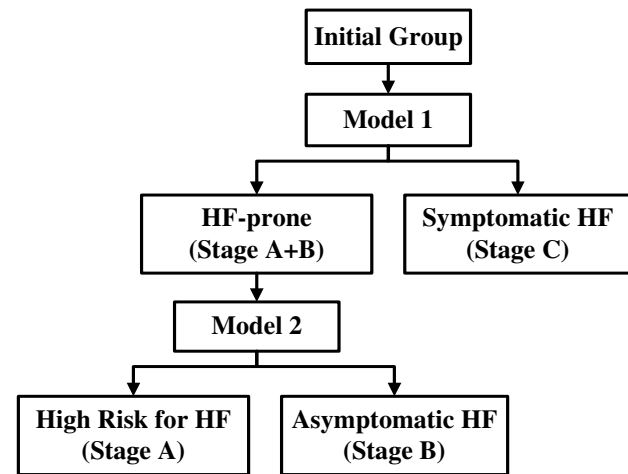 Initial Group
Model 1
HF-prone
(Stage A+B)
Symptomatic HF
(Stage C)
Model 2
High Risk for HF
(Stage A)
Asymptomatic HF
(Stage B)